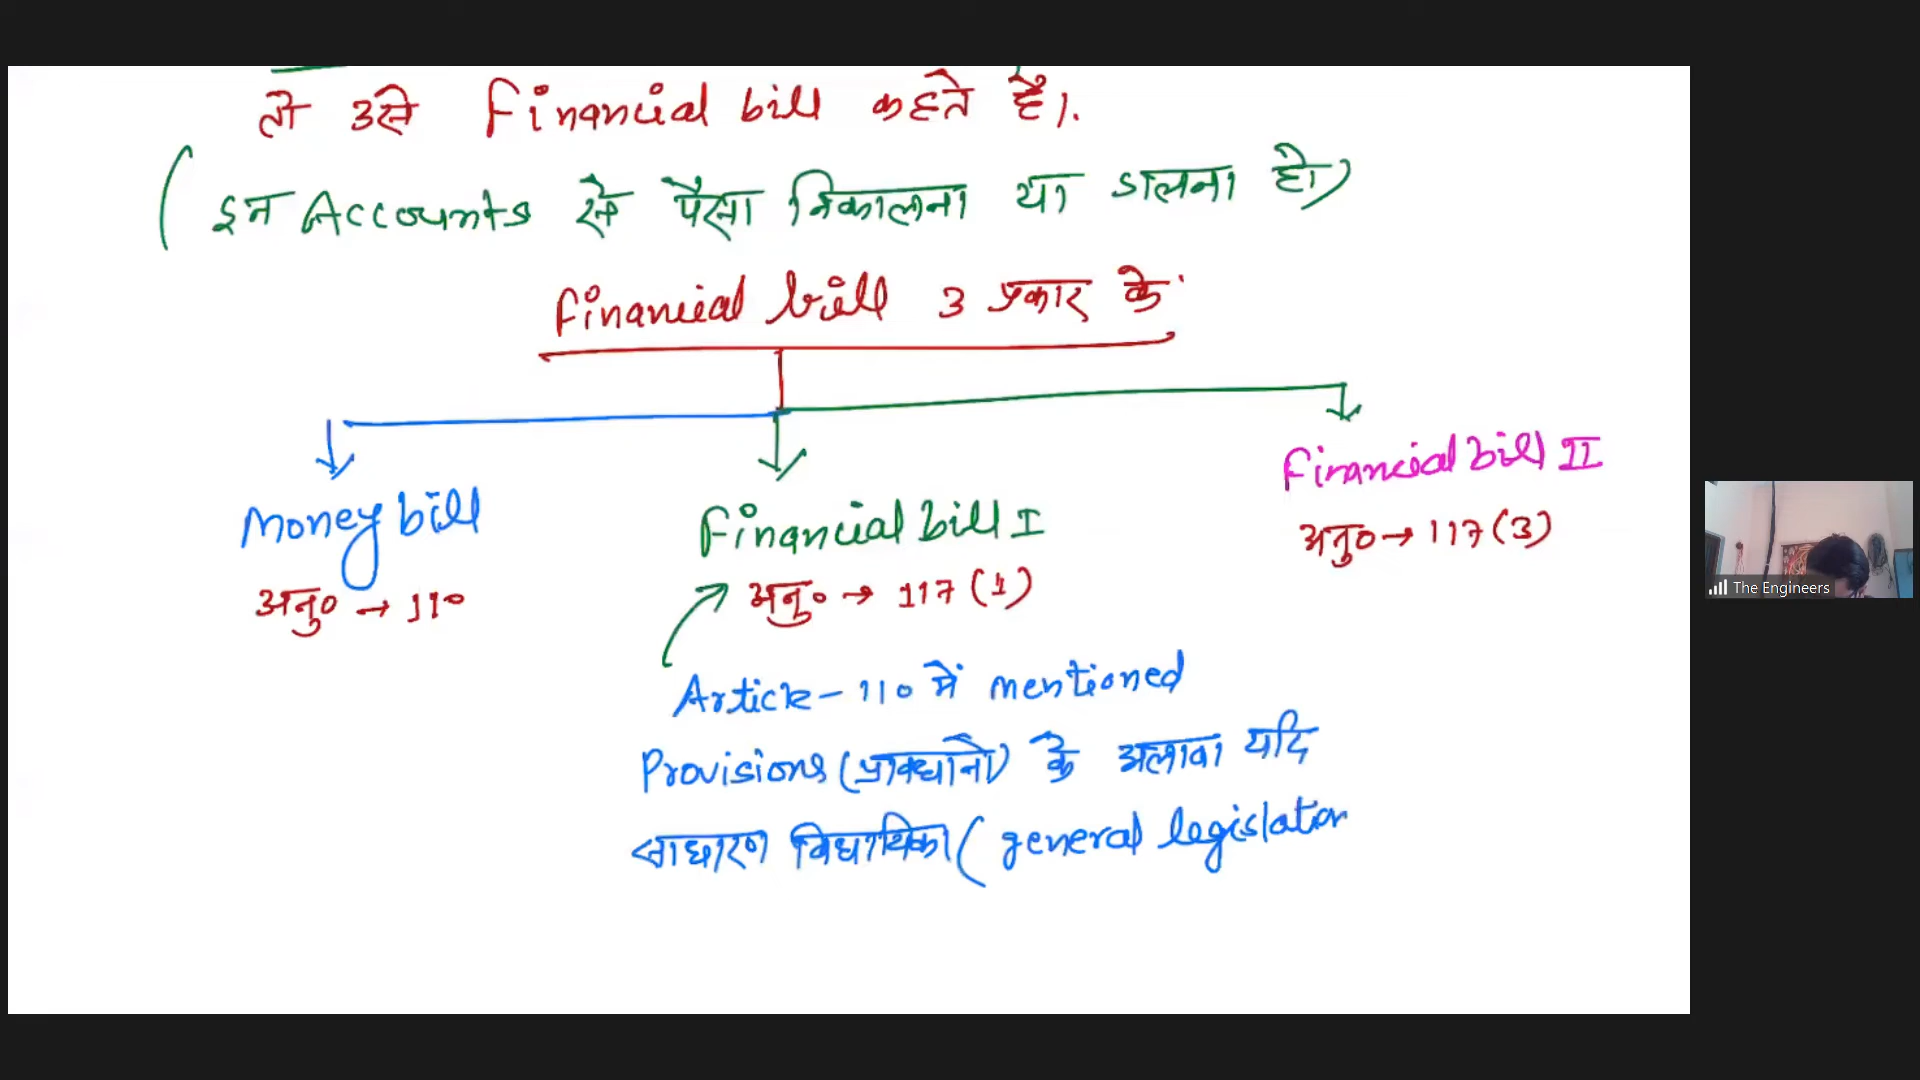 तो उसे Financial bill कहते हैं।
(इन Accounts से पैसा निकालना या डालना हो)
Financial bill 3 प्रकार के
Money bill
अनु० → 110
Financial bill I
अनु० → 117 (1)
Financial bill II
अनु० → 117 (3)
Article - 110 में mentioned
Provisions (प्रावधानों) के अलावा यदि
साधारण विधायिका (general legislation
The Engineers